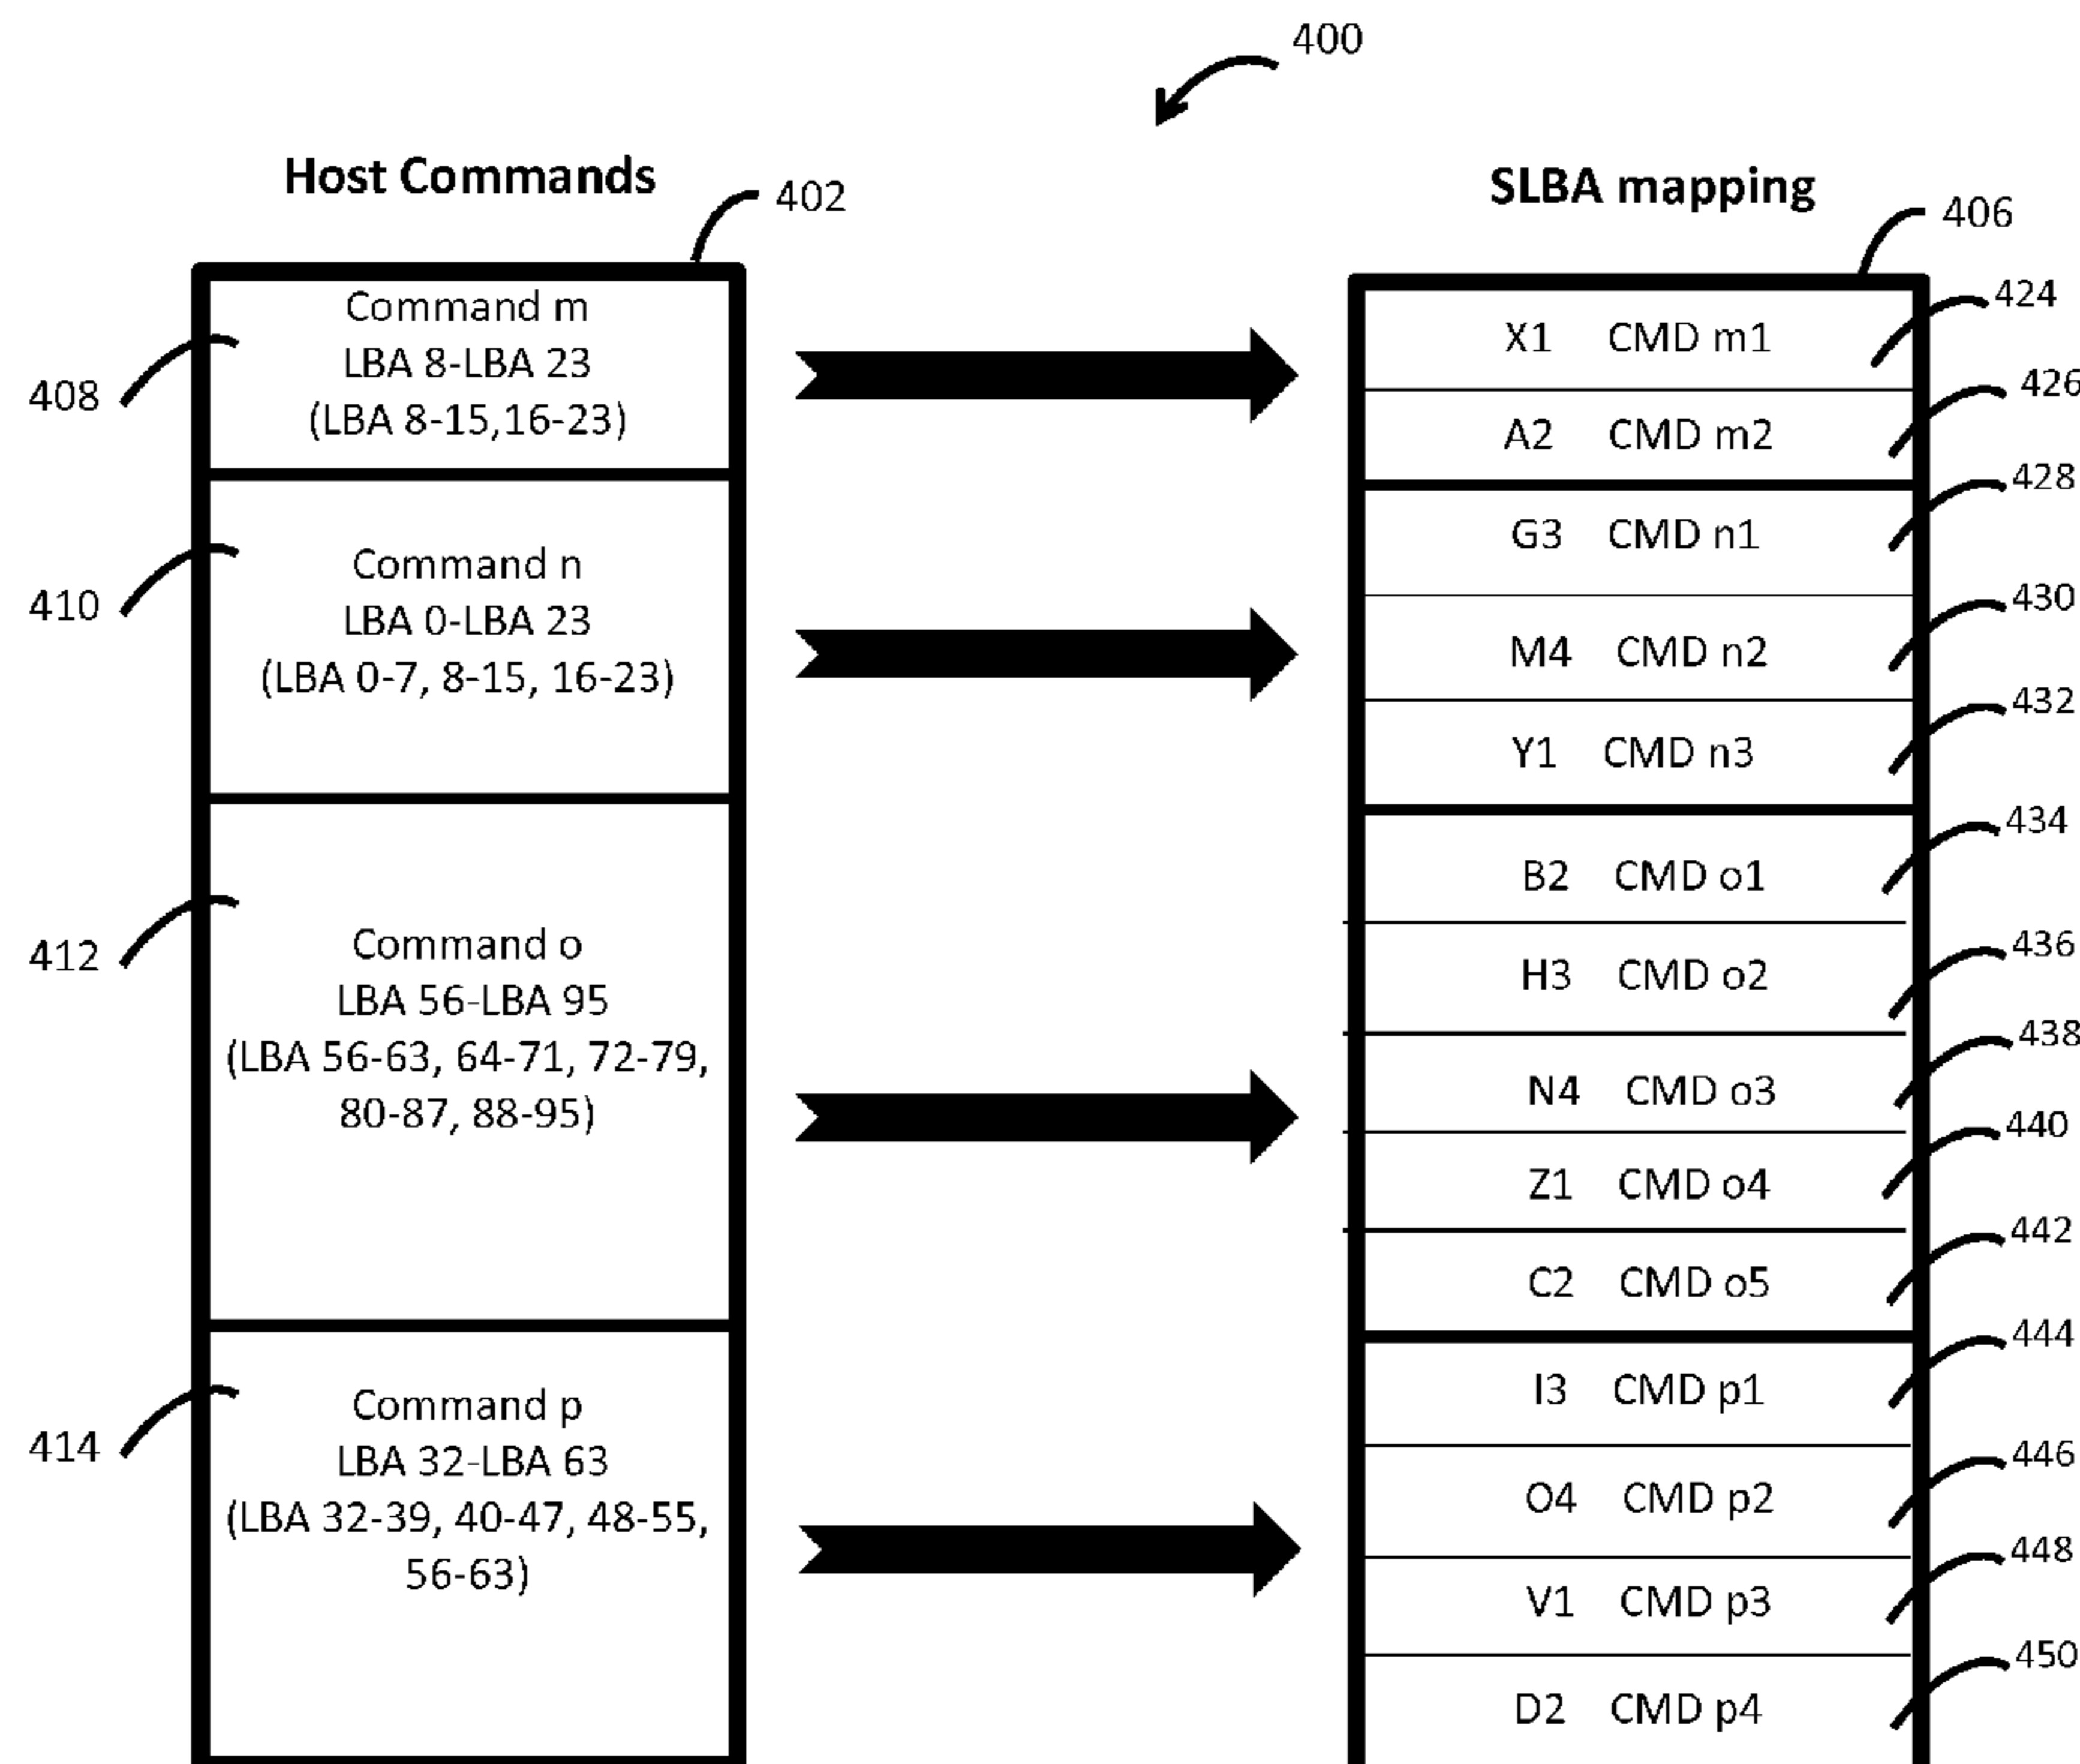 400
Host Commands
402
SLBA mapping
406
408
Command m
LBA 8-LBA 23
(LBA 8-15,16-23)
410
Command n
LBA 0-LBA 23
(LBA 0-7, 8-15, 16-23)
412
Command o
LBA 56-LBA 95
(LBA 56-63, 64-71, 72-79,
80-87, 88-95)
414
Command p
LBA 32-LBA 63
(LBA 32-39, 40-47, 48-55,
56-63)
X1 CMD m1
424
A2 CMD m2
426
G3 CMD n1
428
M4 CMD n2
430
Y1 CMD n3
432
B2 CMD o1
434
H3 CMD o2
436
N4 CMD o3
438
Z1 CMD o4
440
C2 CMD o5
442
I3 CMD p1
444
O4 CMD p2
446
V1 CMD p3
448
D2 CMD p4
450